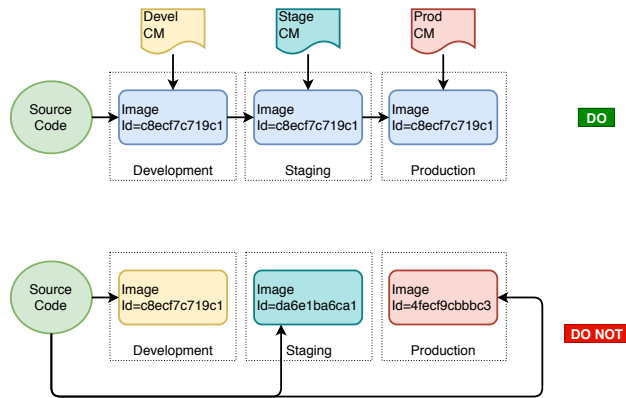 Devel
CM
Stage
CM
Prod
CM
Source
Code
Image
Id=c8ecf7c719c1
Image
Id=c8ecf7c719c1
Image
Id=c8ecf7c719c1
DO
Development
Staging
Production
Source
Code
Image
Id=c8ecf7c719c1
Image
Id=da6e1ba6ca1
Image
Id=4fecf9cbbbc3
DO NOT
Development
Staging
Production